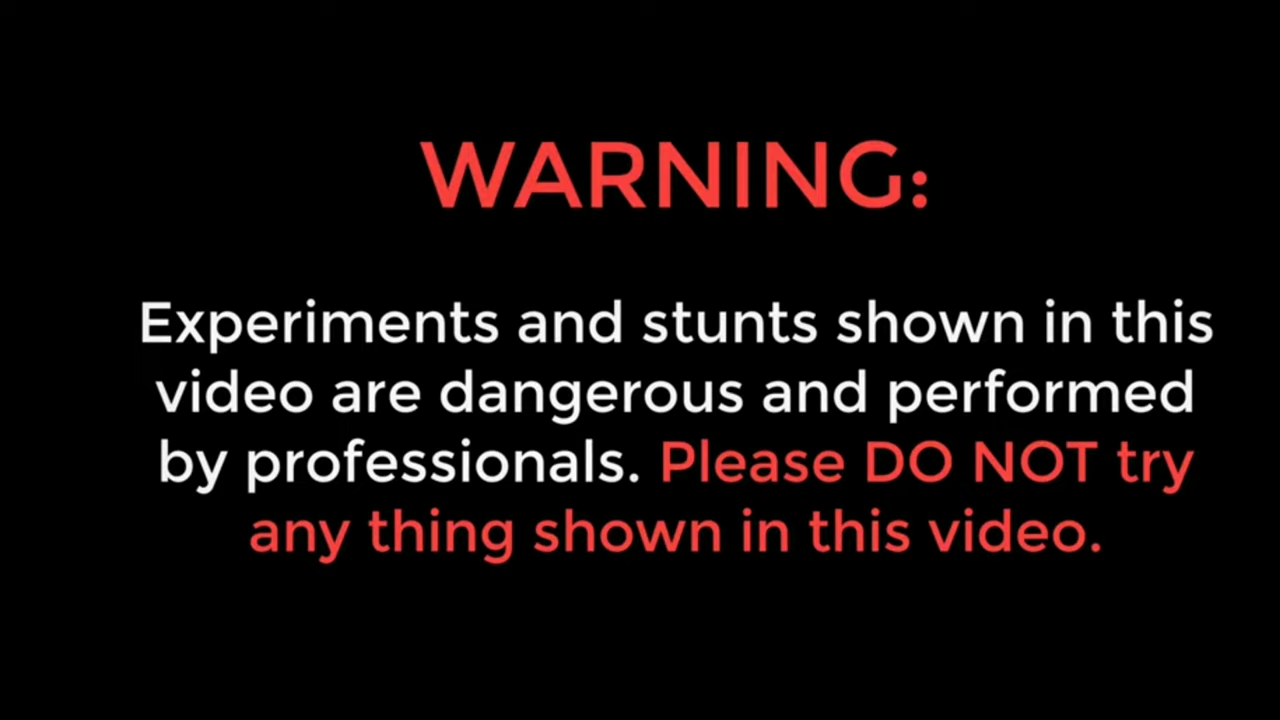 WARNING:
Experiments and stunts shown in this
video are dangerous and performed
by professionals. Please DO NOT try
any thing shown in this video.